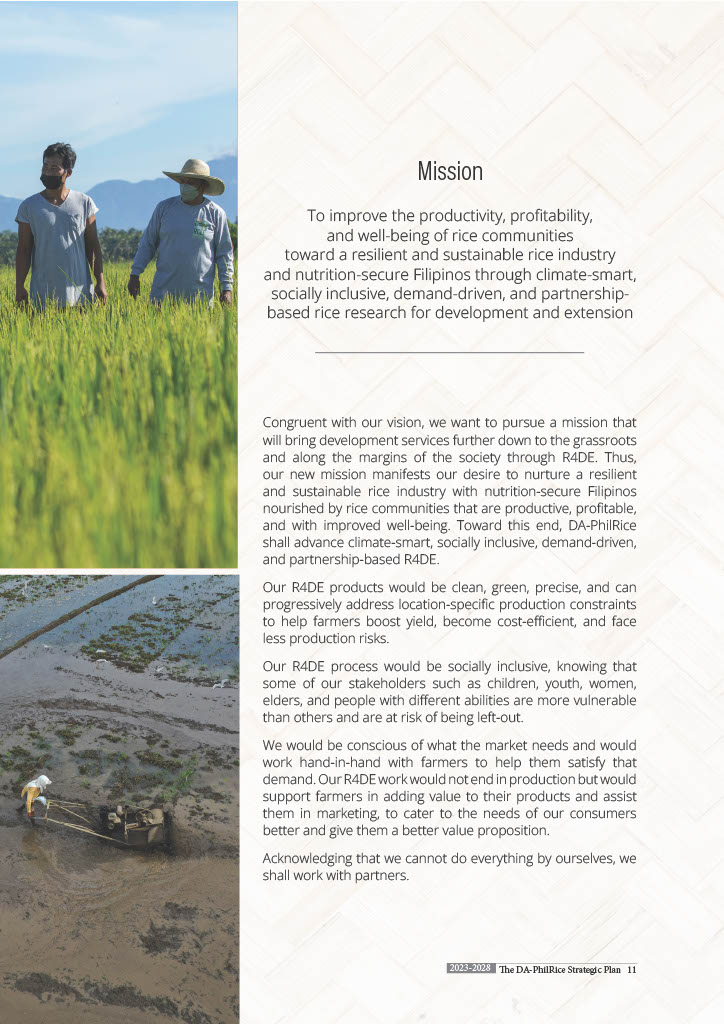 Mission
To improve the productivity, profitability,
and well-being of rice communities
toward a resilient and sustainable rice industry
and nutrition-secure Filipinos through climate-smart,
socially inclusive, demand-driven, and partnership-
based rice research for development and extension
Congruent with our vision, we want to pursue a mission that
will bring development services further down to the grassroots
and along the margins of the society through R4DE. Thus,
our new mission manifests our desire to nurture a resilient
and sustainable rice industry with nutrition-secure Filipinos
nourished by rice communities that are productive, profitable,
and with improved well-being. Toward this end, DA-PhilRice
shall advance climate-smart, socially inclusive, demand-driven,
and partnership-based R4DE.
Our R4DE products would be clean, green, precise, and can
progressively address location-specific production constraints
to help farmers boost yield, become cost-efficient, and face
less production risks.
Our R4DE process would be socially inclusive, knowing that
some of our stakeholders such as children, youth, women,
elders, and people with different abilities are more vulnerable
than others and are at risk of being left-out.
We would be conscious of what the market needs and would
work hand-in-hand with farmers to help them satisfy that
demand. Our R4DE work would not end in production but would
support farmers in adding value to their products and assist
them in marketing, to cater to the needs of our consumers
better and give them a better value proposition.
Acknowledging that we cannot do everything by ourselves, we
shall work with partners.
2023-2028 The DA-PhilRice Strategic Plan 11